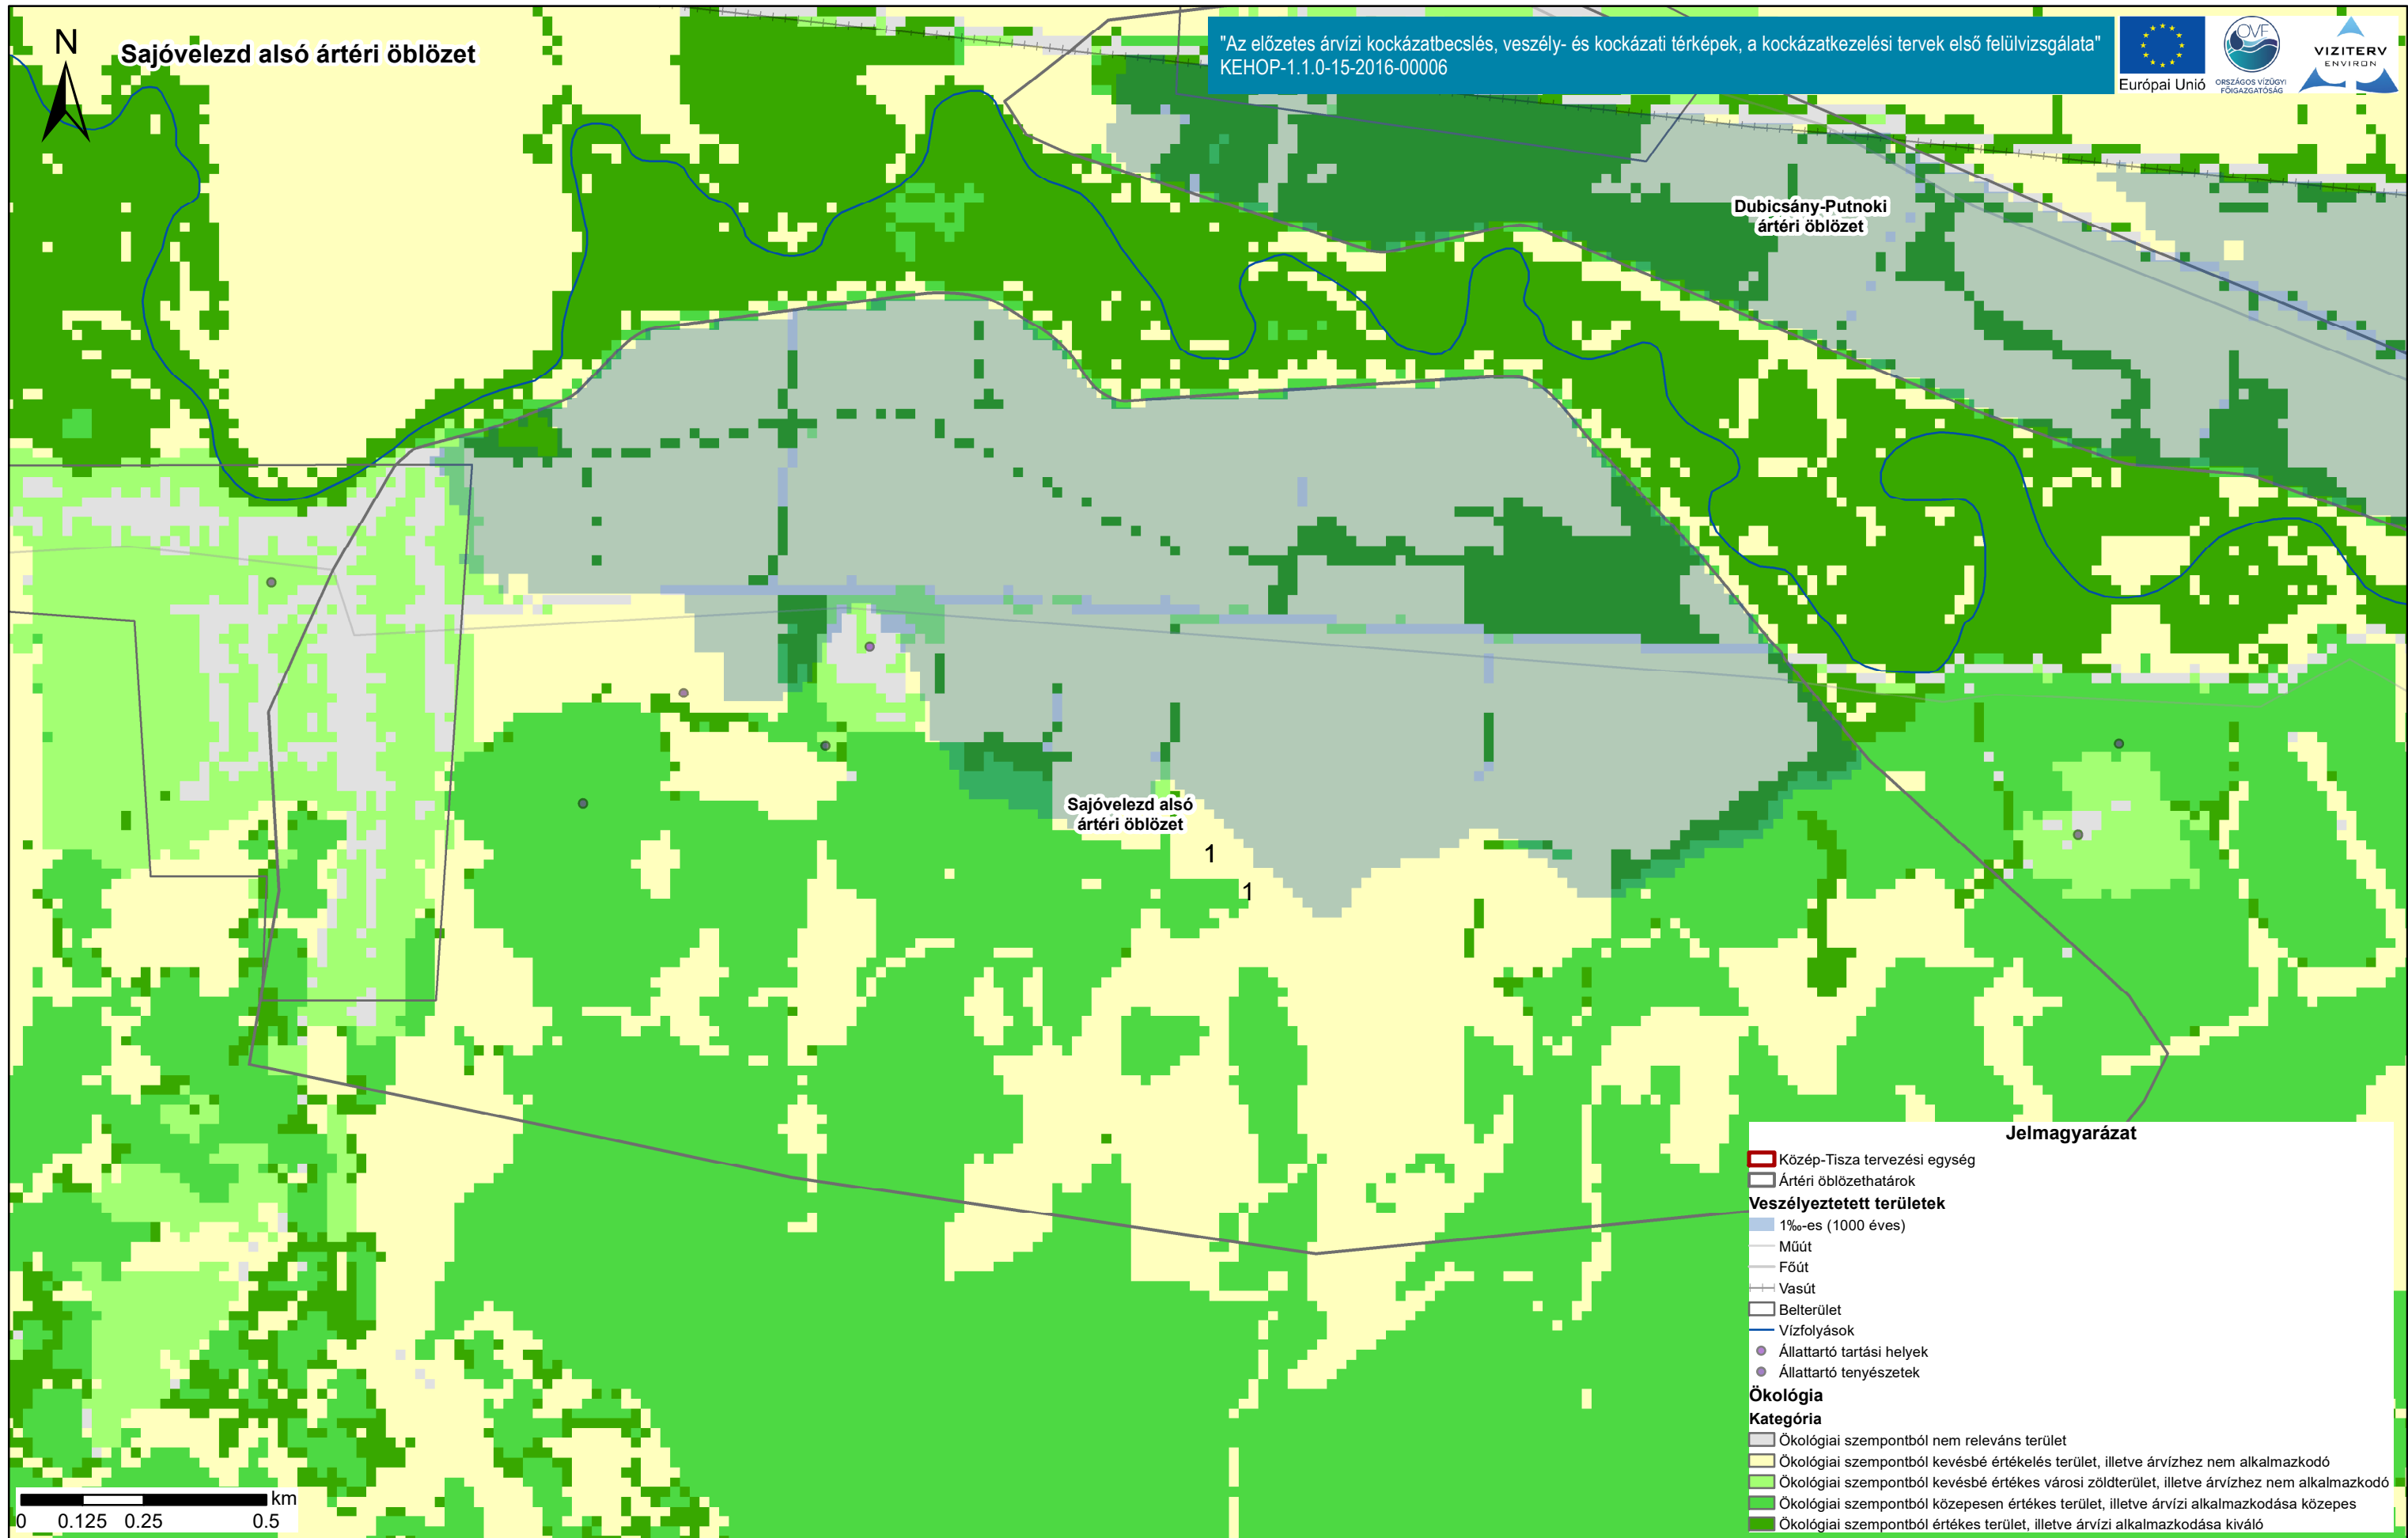 N
Sajóvelezd alsó ártéri öblözet
"Az előzetes árvízi kockázatbecslés, veszély- és kockázati térképek, a kockázatkezelési tervek első felülvizsgálata"
KEHOP-1.1.0-15-2016-00006
Európai Unió
OVF
ORSZÁGOS VÍZÜGYI
FŐIGAZGATÓSÁG
VIZITERV
ENVIRON
Dubicsány-Putnoki
ártéri öblözet
Sajóvelezd alsó
ártéri öblözet
1
1
Jelmagyarázat
Közép-Tisza tervezési egység
Ártéri öblözethatárok
Veszélyeztetett területek
1‰-es (1000 éves)
Műút
Főút
Vasút
Belterület
Vízfolyások
Állattartó tartási helyek
Állattartó tenyészetek
Ökológia
Kategória
Ökológiai szempontból nem releváns terület
Ökológiai szempontból kevésbé értékelés terület, illetve árvízhez nem alkalmazkodó
Ökológiai szempontból kevésbé értékes városi zöldterület, illetve árvízhez nem alkalmazkodó
Ökológiai szempontból közepesen értékes terület, illetve árvízi alkalmazkodása közepes
Ökológiai szempontból értékes terület, illetve árvízi alkalmazkodása kiváló
km
0 0.125 0.25 0.5